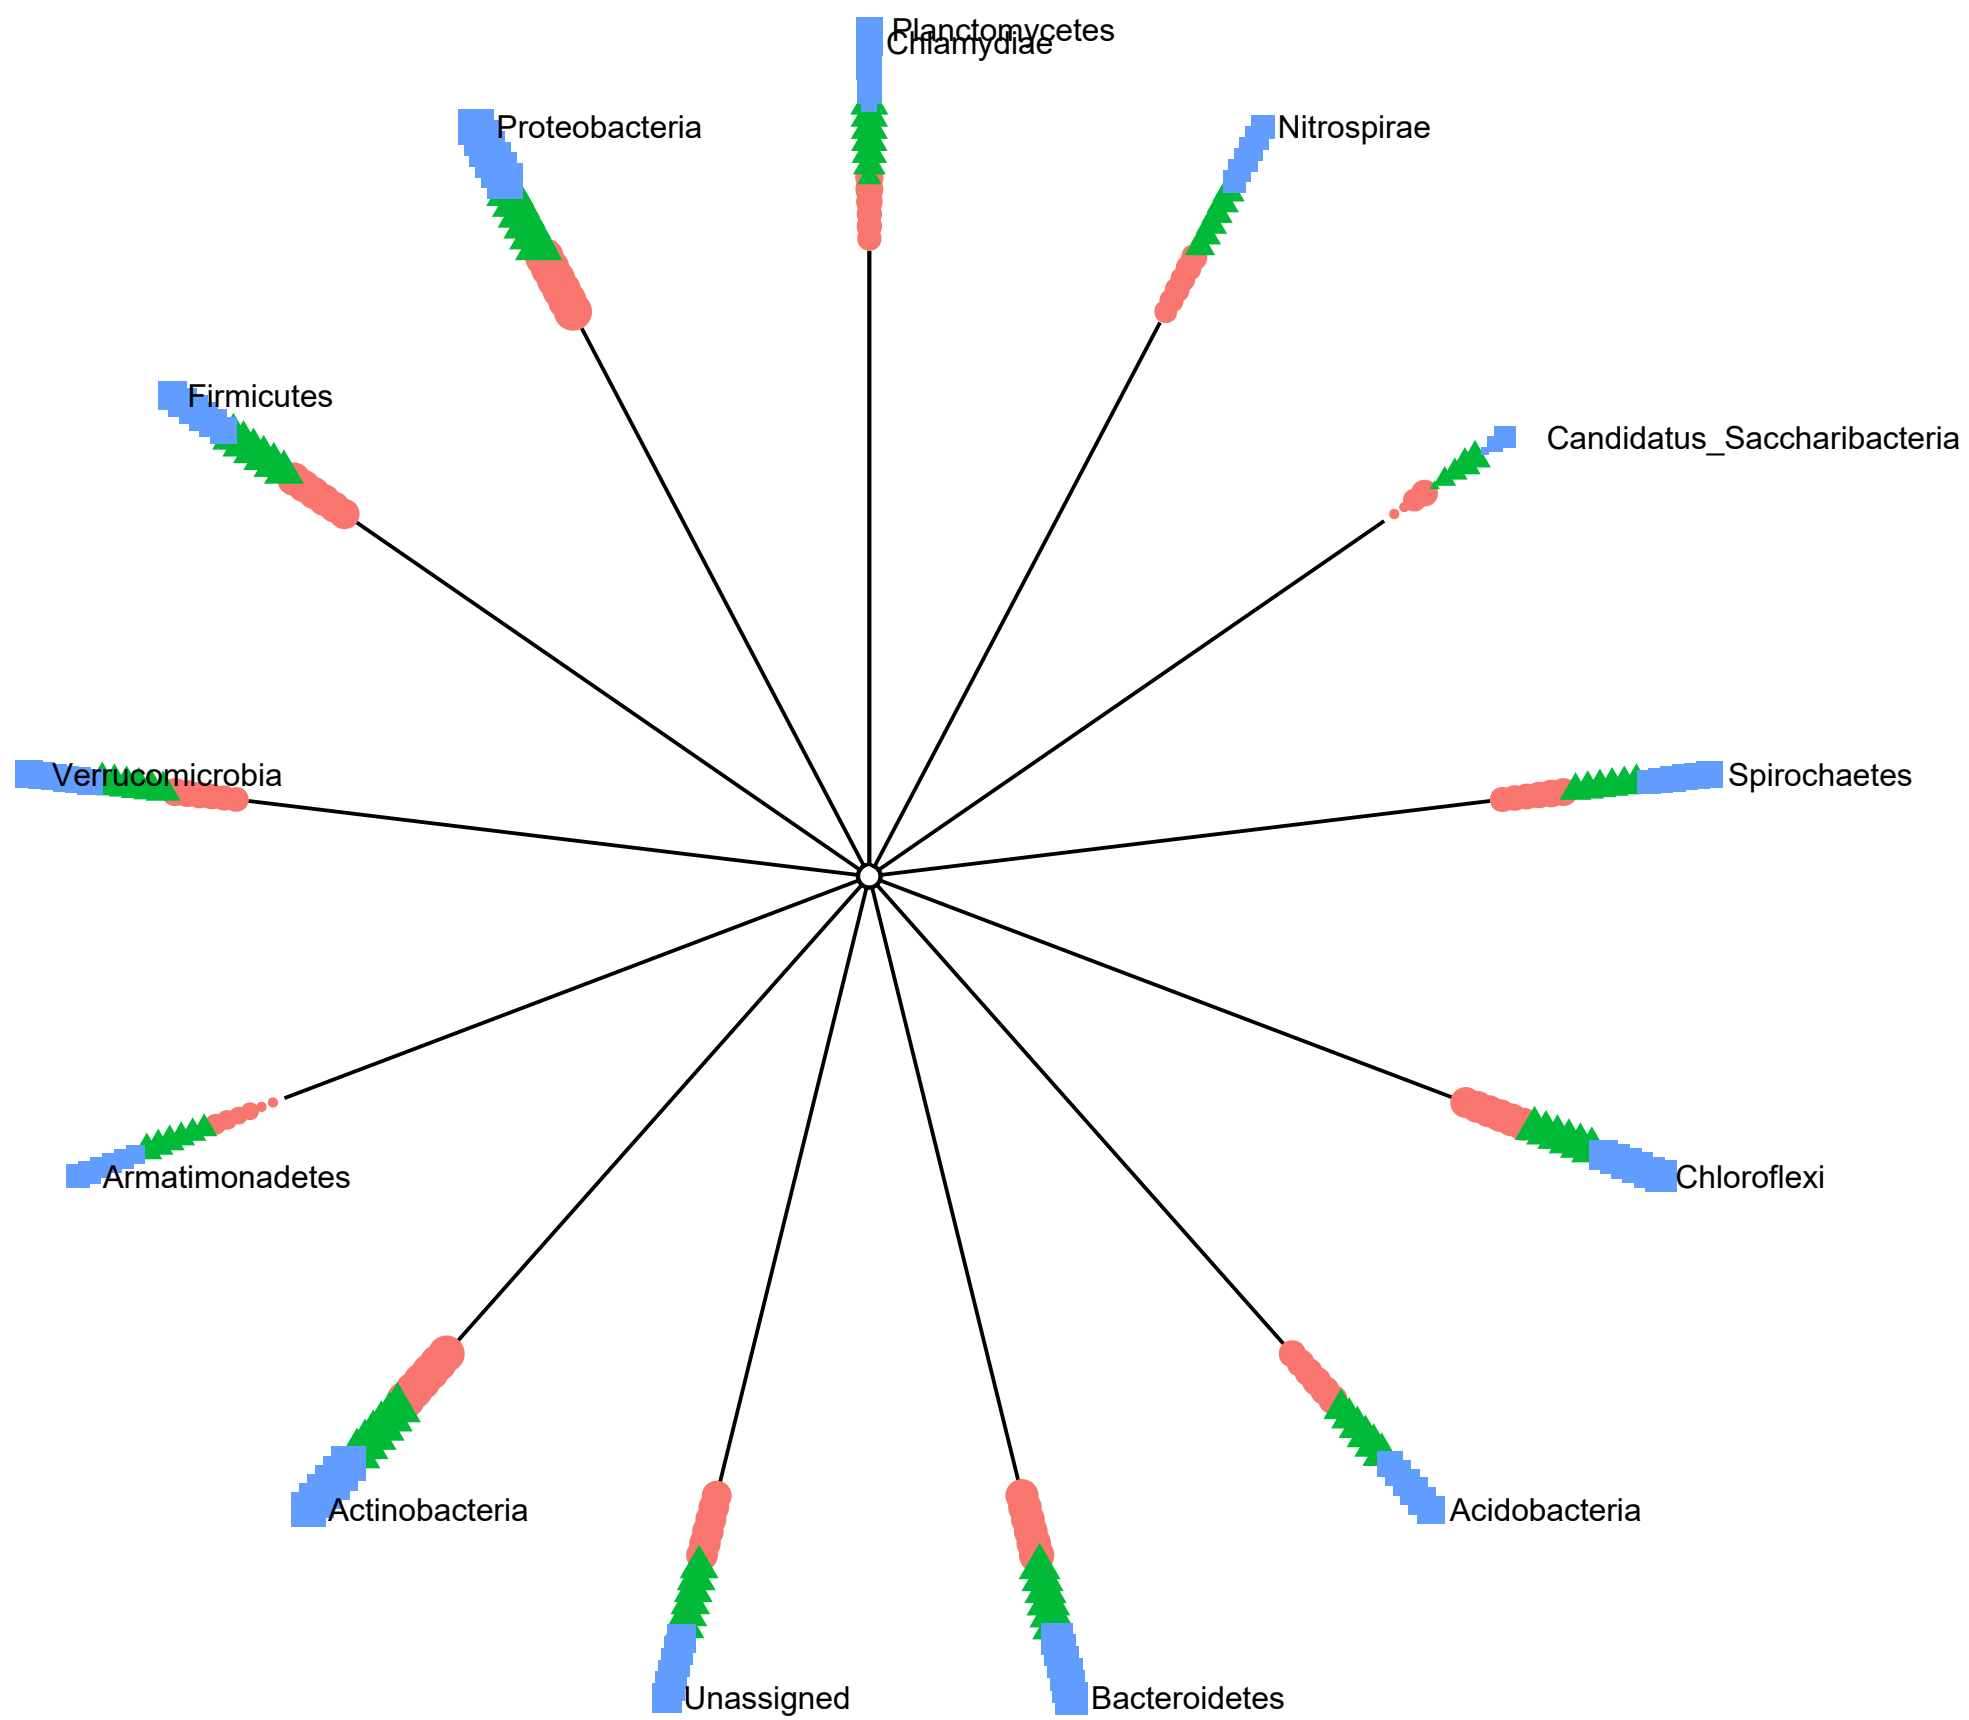 Planctomycetes
Chlamydiae
Proteobacteria
Nitrospirae
Firmicutes
Candidatus_Saccharibacteria
Verrucomicrobia
Spirochaetes
Armatimonadetes
Chloroflexi
Actinobacteria
Acidobacteria
Unassigned
Bacteroidetes